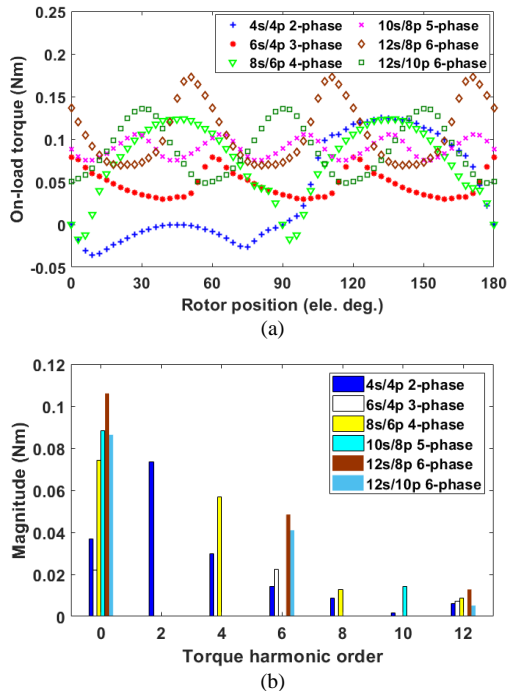 0.25
0.2
0.15
0.1
0.05
0
-0.05
On-load torque (Nm)
4s/4p 2-phase
6s/4p 3-phase
8s/6p 4-phase
10s/8p 5-phase
12s/8p 6-phase
12s/10p 6-phase
0 30 60 90 120 150 180
Rotor position (ele. deg.)
(a)
0.12
0.1
0.08
0.06
0.04
0.02
0
Magnitude (Nm)
4s/4p 2-phase
6s/4p 3-phase
8s/6p 4-phase
10s/8p 5-phase
12s/8p 6-phase
12s/10p 6-phase
0 2 4 6 8 10 12
Torque harmonic order
(b)